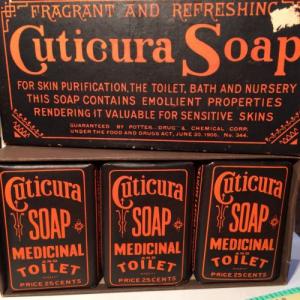 FRAGRANT AND REFRESHING
Cuticura Soap
FOR SKIN PURIFICATION, THE TOILET, BATH AND NURSERY
THIS SOAP CONTAINS EMOLLIENT PROPERTIES
RENDERING IT VALUABLE FOR SENSITIVE SKINS
GUARANTEED BY POTTER DRUG & CHEMICAL CORP.
UNDER THE FOOD AND DRUGS ACT, JUNE 30, 1906. No. 344.
Cuticura
SOAP
MEDICINAL
AND
TOILET
PRICE 25 CENTS
Cuticura
SOAP
MEDICINAL
AND
TOILET
PRICE 25 CENTS
Cuticura
SOAP
MEDICINAL
AND
TOILET
PRICE 25 CENTS